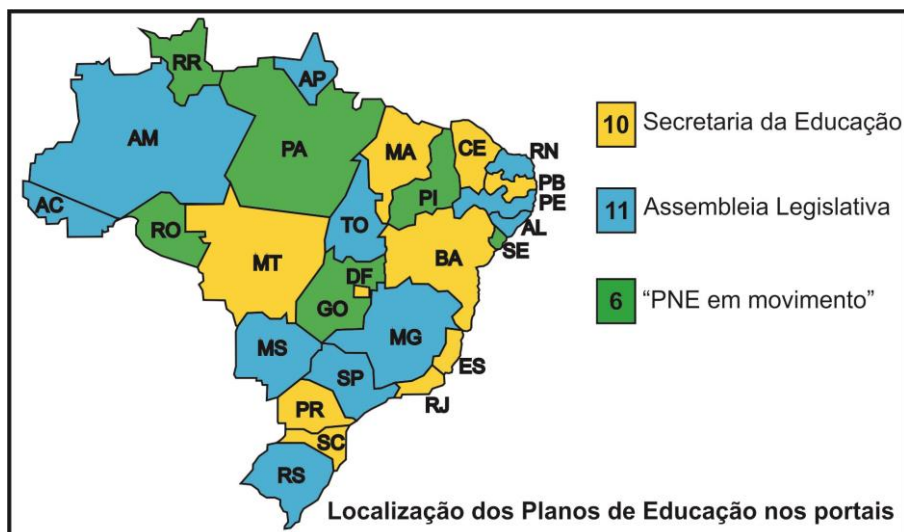 RR
AP
AM
PA
MA
CE
RN
PB
PE
AL
SE
PI
AC
RO
TO
MT
BA
DF
GO
MG
MS
ES
SP
RJ
PR
SC
RS
10 Secretaria da Educação
11 Assembleia Legislativa
6 “PNE em movimento”
Localização dos Planos de Educação nos portais